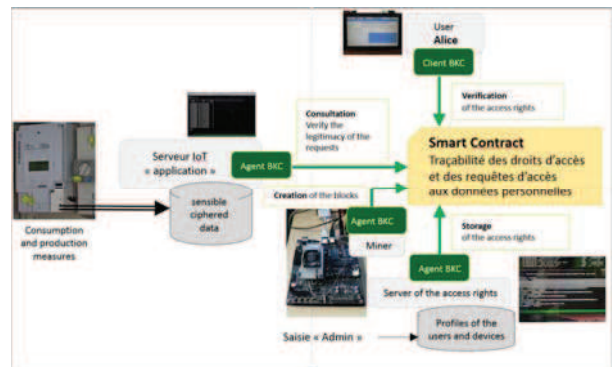 User
Alice
Client BKC
Verification
of the access rights
Consultation
Verify the
legitimacy of the
requests
Smart Contract
Traçabilité des droits d'accès
et des requêtes d'accès
aux données personnelles
Serveur IoT
« application »
Agent BKC
Creation of the blocks
sensible
ciphered
data
Agent BKC
Miner
Storage
of the access rights
Consumption
and production
measures
Agent BKC
Server of the access rights
Saisie « Admin »
Profiles of the
users and devices